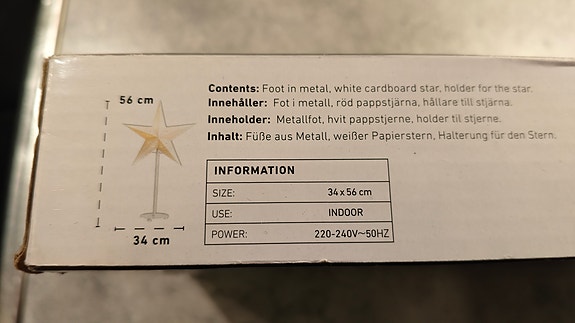 56 cm
34 cm
Contents: Foot in metal, white cardboard star, holder for the star.
Innehåller: Fot i metall, röd pappstjärna, hållare till stjärna.
Inneholder: Metallfot, hvit pappstjerne, holder til stjerne.
Inhalt: Füße aus Metall, weißer Papierstern, Halterung für den Stern.
INFORMATION
SIZE: 34 x 56 cm
USE: INDOOR
POWER: 220-240V~50HZ